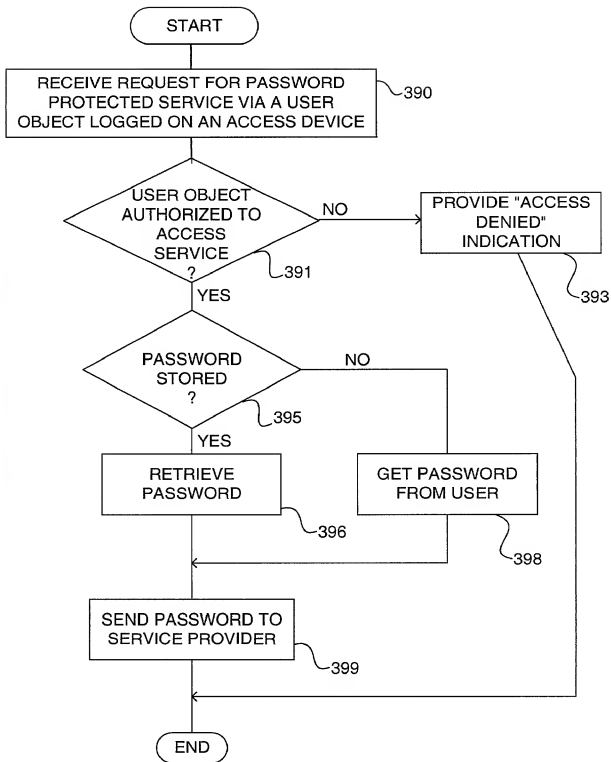 START
RECEIVE REQUEST FOR PASSWORD
PROTECTED SERVICE VIA A USER
OBJECT LOGGED ON AN ACCESS DEVICE
390
USER OBJECT
AUTHORIZED TO
ACCESS
SERVICE
?
391
NO
PROVIDE "ACCESS
DENIED"
INDICATION
393
YES
PASSWORD
STORED
?
395
NO
YES
RETRIEVE
PASSWORD
396
GET PASSWORD
FROM USER
398
SEND PASSWORD TO
SERVICE PROVIDER
399
END